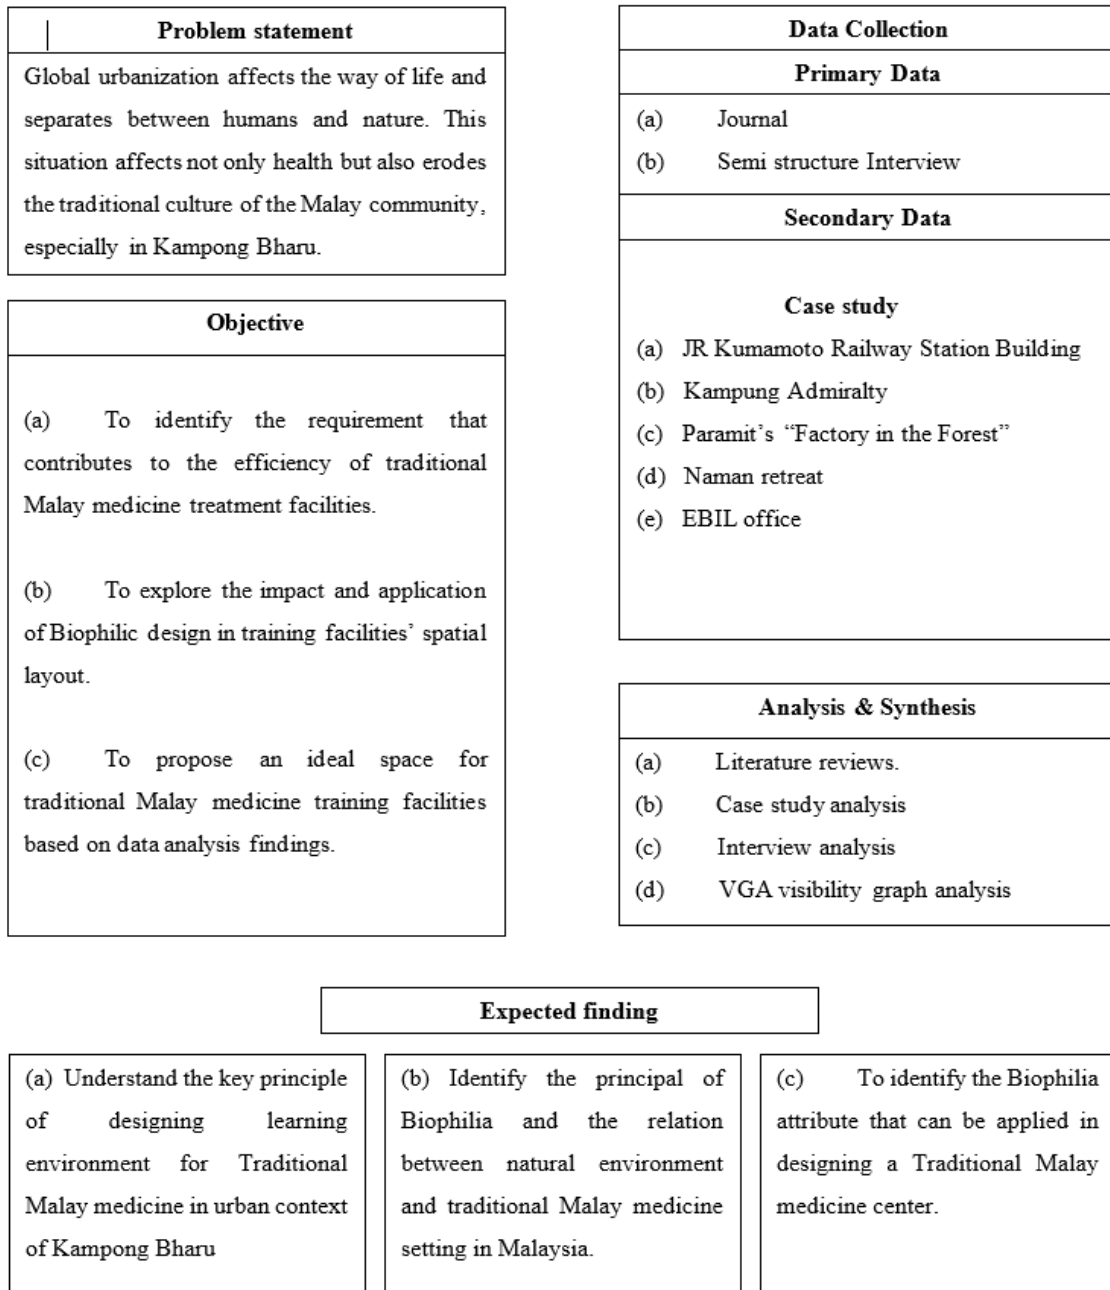 Problem statement
Global urbanization affects the way of life and
separates between humans and nature. This
situation affects not only health but also erodes
the traditional culture of the Malay community,
especially in Kampong Bharu.
Objective
(a) To identify the requirement that
contributes to the efficiency of traditional
Malay medicine treatment facilities.
(b) To explore the impact and application
of Biophilic design in training facilities’ spatial
layout.
(c) To propose an ideal space for
traditional Malay medicine training facilities
based on data analysis findings.
Data Collection
Primary Data
(a) Journal
(b) Semi structure Interview
Secondary Data
Case study
(a) JR Kumamoto Railway Station Building
(b) Kampung Admiralty
(c) Paramit’s “Factory in the Forest”
(d) Naman retreat
(e) EBIL office
Analysis & Synthesis
(a) Literature reviews.
(b) Case study analysis
(c) Interview analysis
(d) VGA visibility graph analysis
Expected finding
(a) Understand the key principle
of designing learning
environment for Traditional
Malay medicine in urban context
of Kampong Bharu
(b) Identify the principal of
Biophilia and the relation
between natural environment
and traditional Malay medicine
setting in Malaysia.
(c) To identify the Biophilia
attribute that can be applied in
designing a Traditional Malay
medicine center.